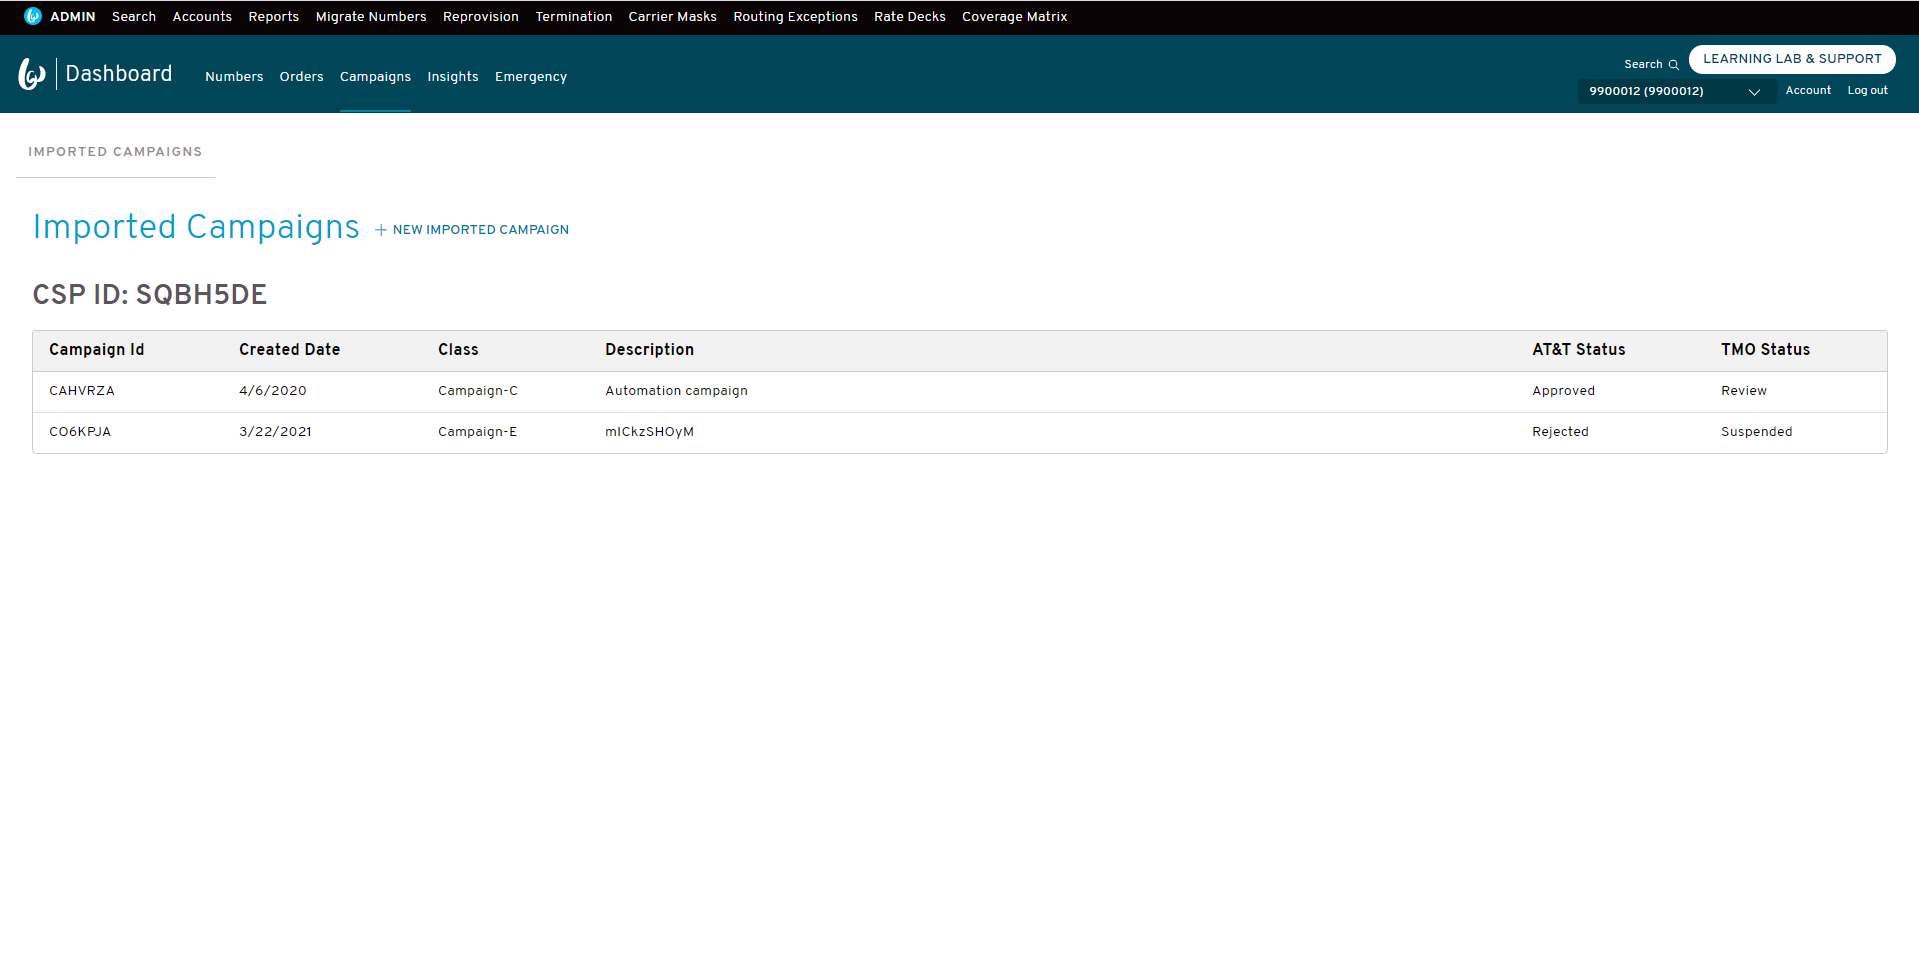 ADMIN Search Accounts Reports Migrate Numbers Reprovision Termination Carrier Masks Routing Exceptions Rate Decks Coverage Matrix
Dashboard Numbers Orders Campaigns Insights Emergency
Search LEARNING LAB & SUPPORT
9900012 (9900012) Account Log out
IMPORTED CAMPAIGNS
Imported Campaigns + NEW IMPORTED CAMPAIGN
CSP ID: SQBH5DE
Campaign Id Created Date Class Description AT&T Status TMO Status
CAHVRZA 4/6/2020 Campaign-C Automation campaign Approved Review
CO6KPJA 3/22/2021 Campaign-E mICkzSHOyM Rejected Suspended